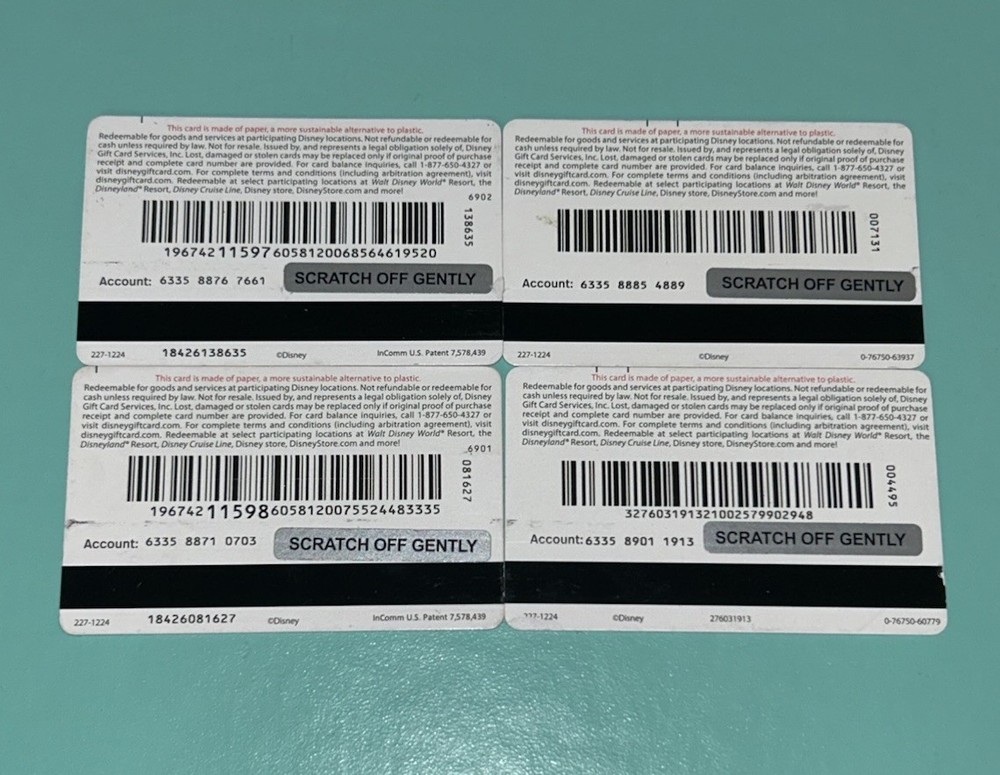 This card is made of paper, a more sustainable alternative to plastic.
Redeemable for goods and services at participating Disney locations. Not refundable or redeemable for
cash unless required by law. Not for resale. Issued by, and represents a legal obligation solely of, Disney
Gift Card Services, Inc. Lost, damaged or stolen cards may be replaced only if original proof of purchase
receipt and complete card number are provided. For card balance inquiries, call 1-877-650-4327 or
visit disneygiftcard.com. For complete terms and conditions (including arbitration agreement), visit
disneygiftcard.com. Redeemable at select participating locations at Walt Disney World® Resort, the
Disneyland® Resort, Disney Cruise Line, Disney store, DisneyStore.com and more!
6902
138635
196742115976058120068564619520
Account: 6335 8876 7661 SCRATCH OFF GENTLY
227-1224 18426138635 ©Disney InComm U.S. Patent 7,578,439
This card is made of paper, a more sustainable alternative to plastic.
Redeemable for goods and services at participating Disney locations. Not refundable or redeemable for
cash unless required by law. Not for resale. Issued by, and represents a legal obligation solely of, Disney
Gift Card Services, Inc. Lost, damaged or stolen cards may be replaced only if original proof of purchase
receipt and complete card number are provided. For card balance inquiries, call 1-877-650-4327 or
visit disneygiftcard.com. For complete terms and conditions (including arbitration agreement), visit
disneygiftcard.com. Redeemable at select participating locations at Walt Disney World® Resort, the
Disneyland® Resort, Disney Cruise Line, Disney store, DisneyStore.com and more!
007131
Account: 6335 8885 4889 SCRATCH OFF GENTLY
227-1224 ©Disney 0-76750-63937
This card is made of paper, a more sustainable alternative to plastic.
Redeemable for goods and services at participating Disney locations. Not refundable or redeemable for
cash unless required by law. Not for resale. Issued by, and represents a legal obligation solely of, Disney
Gift Card Services, Inc. Lost, damaged or stolen cards may be replaced only if original proof of purchase
receipt and complete card number are provided. For card balance inquiries, call 1-877-650-4327 or
visit disneygiftcard.com. For complete terms and conditions (including arbitration agreement), visit
disneygiftcard.com. Redeemable at select participating locations at Walt Disney World® Resort, the
Disneyland® Resort, Disney Cruise Line, Disney store, DisneyStore.com and more!
6901
081627
196742115986058120075524483335
Account: 6335 8871 0703 SCRATCH OFF GENTLY
227-1224 18426081627 ©Disney InComm U.S. Patent 7,578,439
This card is made of paper, a more sustainable alternative to plastic.
Redeemable for goods and services at participating Disney locations. Not refundable or redeemable for
cash unless required by law. Not for resale. Issued by, and represents a legal obligation solely of, Disney
Gift Card Services, Inc. Lost, damaged or stolen cards may be replaced only if original proof of purchase
receipt and complete card number are provided. For card balance inquiries, call 1-877-650-4327 or
visit disneygiftcard.com. For complete terms and conditions (including arbitration agreement), visit
disneygiftcard.com. Redeemable at select participating locations at Walt Disney World® Resort, the
Disneyland® Resort, Disney Cruise Line, Disney store, DisneyStore.com and more!
004495
327603191321002579902948
Account: 6335 8901 1913 SCRATCH OFF GENTLY
©Disney 276031913 0-76750-60779